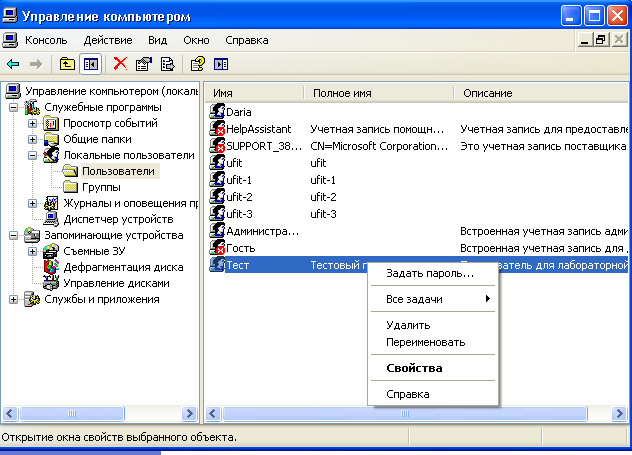 Управление компьютером
Консоль Действие Вид Окно Справка
Управление компьютером (локаль
Служебные программы
Просмотр событий
Общие папки
Локальные пользователи
Пользователи
Группы
Журналы и оповещения пр
Диспетчер устройств
Запоминающие устройства
Съемные ЗУ
Дефрагментация диска
Управление дисками
Службы и приложения
Имя Полное имя Описание
Daria
HelpAssistant Учетная запись помощн... Учетная запись для предоставле
SUPPORT_38... CN=Microsoft Corporation... Это учетная запись поставщика
ufit ufit
ufit-1 ufit-1
ufit-2 ufit-2
ufit-3 ufit-3
Администра... Встроенная учетная запись адми
Гость Встроенная учетная запись для д
Тест Тестовый для лабораторной
Задать пароль...
Все задачи
Удалить
Переименовать
Свойства
Справка
Открытие окна свойств выбранного объекта.